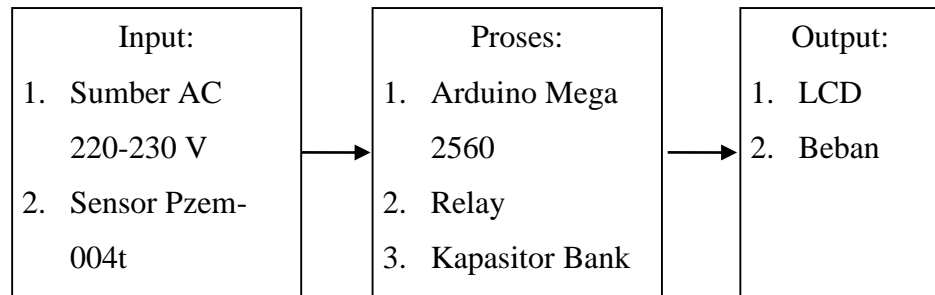 Input:
1. Sumber AC
220-230 V
2. Sensor Pzem-
004t
Proses:
1. Arduino Mega
2560
2. Relay
3. Kapasitor Bank
Output:
1. LCD
2. Beban